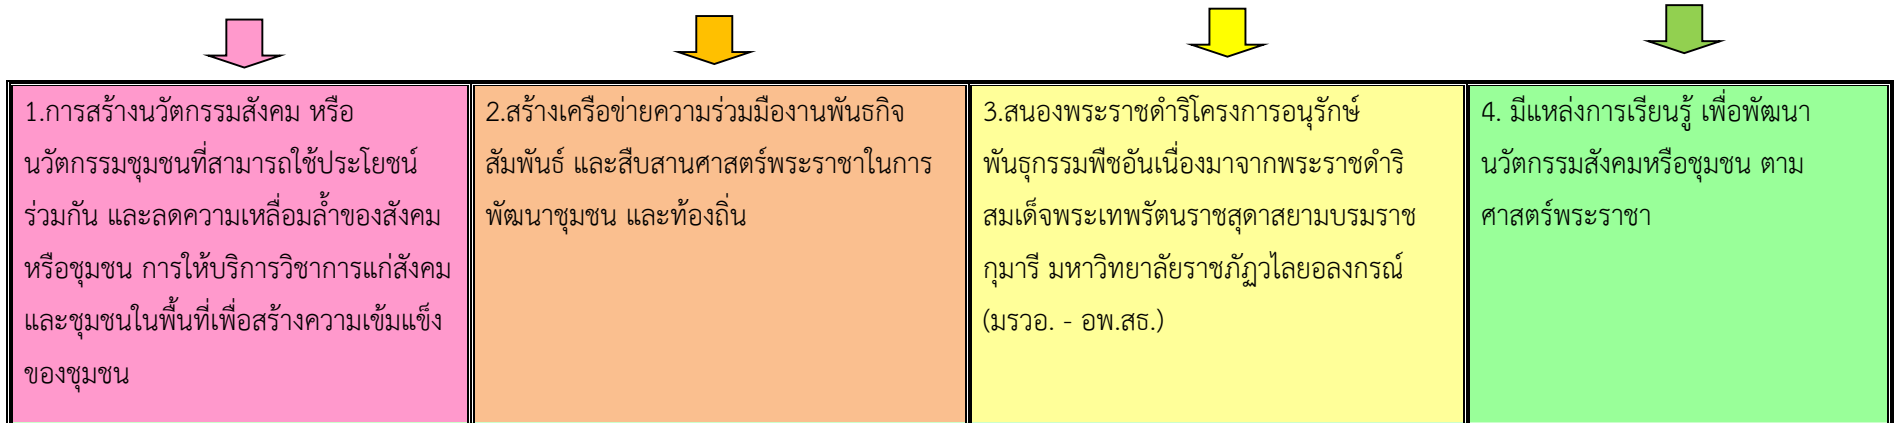 1.การสร้างนวัตกรรมสังคม หรือ
นวัตกรรมชุมชนที่สามารถใช้ประโยชน์
ร่วมกัน และลดความเหลื่อมล้ำของสังคม
หรือชุมชน การให้บริการวิชาการแก่สังคม
และชุมชนในพื้นที่เพื่อสร้างความเข้มแข็ง
ของชุมชน
2.สร้างเครือข่ายความร่วมมืองานพันธกิจ
สัมพันธ์ และสืบสานศาสตร์พระราชาในการ
พัฒนาชุมชน และท้องถิ่น
3.สนองพระราชดำริโครงการอนุรักษ์
พันธุกรรมพืชอันเนื่องมาจากพระราชดำริ
สมเด็จพระเทพรัตนราชสุดาสยามบรมราช
กุมารี มหาวิทยาลัยราชภัฏวไลยอลงกรณ์
(มรวอ. - อพ.สธ.)
4. มีแหล่งการเรียนรู้ เพื่อพัฒนา
นวัตกรรมสังคมหรือชุมชน ตาม
ศาสตร์พระราชา